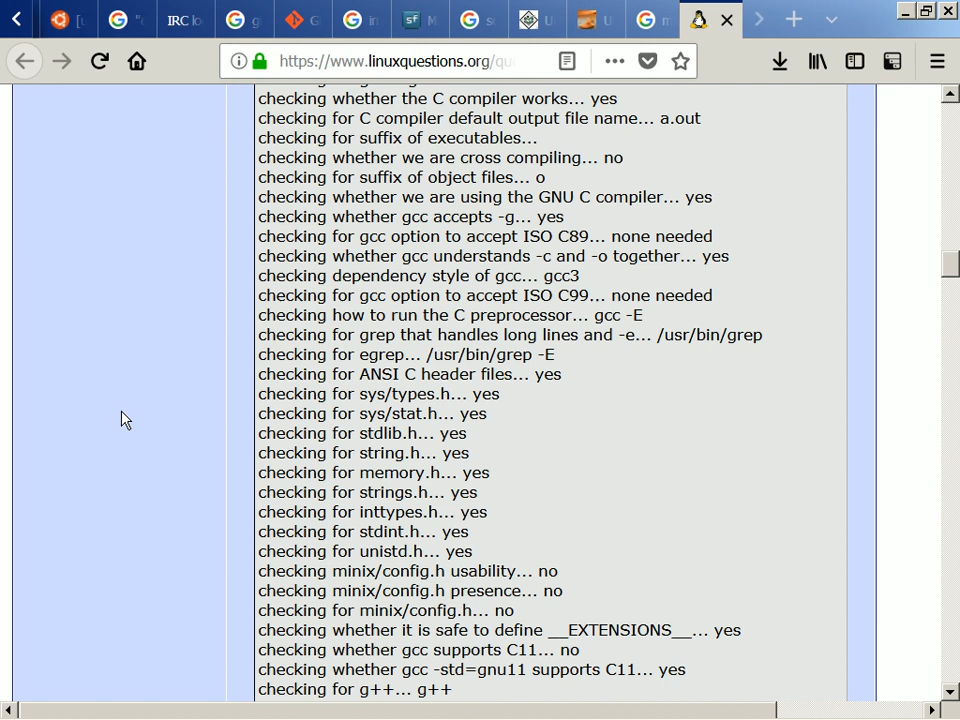 [u
"c
IRC lo
g
G
in
sf M
se
U
U
m
https://www.linuxquestions.org/qu
checking whether the C compiler works... yes
checking for C compiler default output file name... a.out
checking for suffix of executables...
checking whether we are cross compiling... no
checking for suffix of object files... o
checking whether we are using the GNU C compiler... yes
checking whether gcc accepts -g... yes
checking for gcc option to accept ISO C89... none needed
checking whether gcc understands -c and -o together... yes
checking dependency style of gcc... gcc3
checking for gcc option to accept ISO C99... none needed
checking how to run the C preprocessor... gcc -E
checking for grep that handles long lines and -e... /usr/bin/grep
checking for egrep... /usr/bin/grep -E
checking for ANSI C header files... yes
checking for sys/types.h... yes
checking for sys/stat.h... yes
checking for stdlib.h... yes
checking for string.h... yes
checking for memory.h... yes
checking for strings.h... yes
checking for inttypes.h... yes
checking for stdint.h... yes
checking for unistd.h... yes
checking minix/config.h usability... no
checking minix/config.h presence... no
checking for minix/config.h... no
checking whether it is safe to define __EXTENSIONS__... yes
checking whether gcc supports C11... no
checking whether gcc -std=gnu11 supports C11... yes
checking for g++... g++